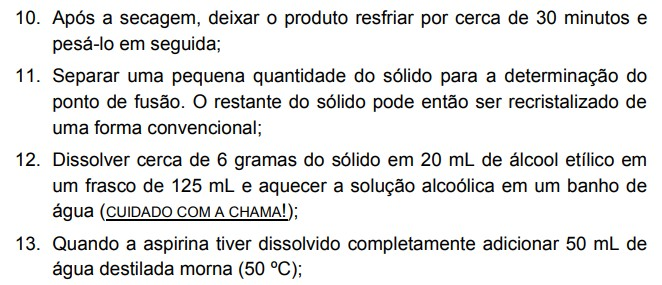 10. Após a secagem, deixar o produto resfriar por cerca de 30 minutos e
pesá-lo em seguida;
11. Separar uma pequena quantidade do sólido para a determinação do
ponto de fusão. O restante do sólido pode então ser recristalizado de
uma forma convencional;
12. Dissolver cerca de 6 gramas do sólido em 20 mL de álcool etílico em
um frasco de 125 mL e aquecer a solução alcoólica em um banho de
água (CUIDADO COM A CHAMA!);
13. Quando a aspirina tiver dissolvido completamente adicionar 50 mL de
água destilada morna (50 ºC);